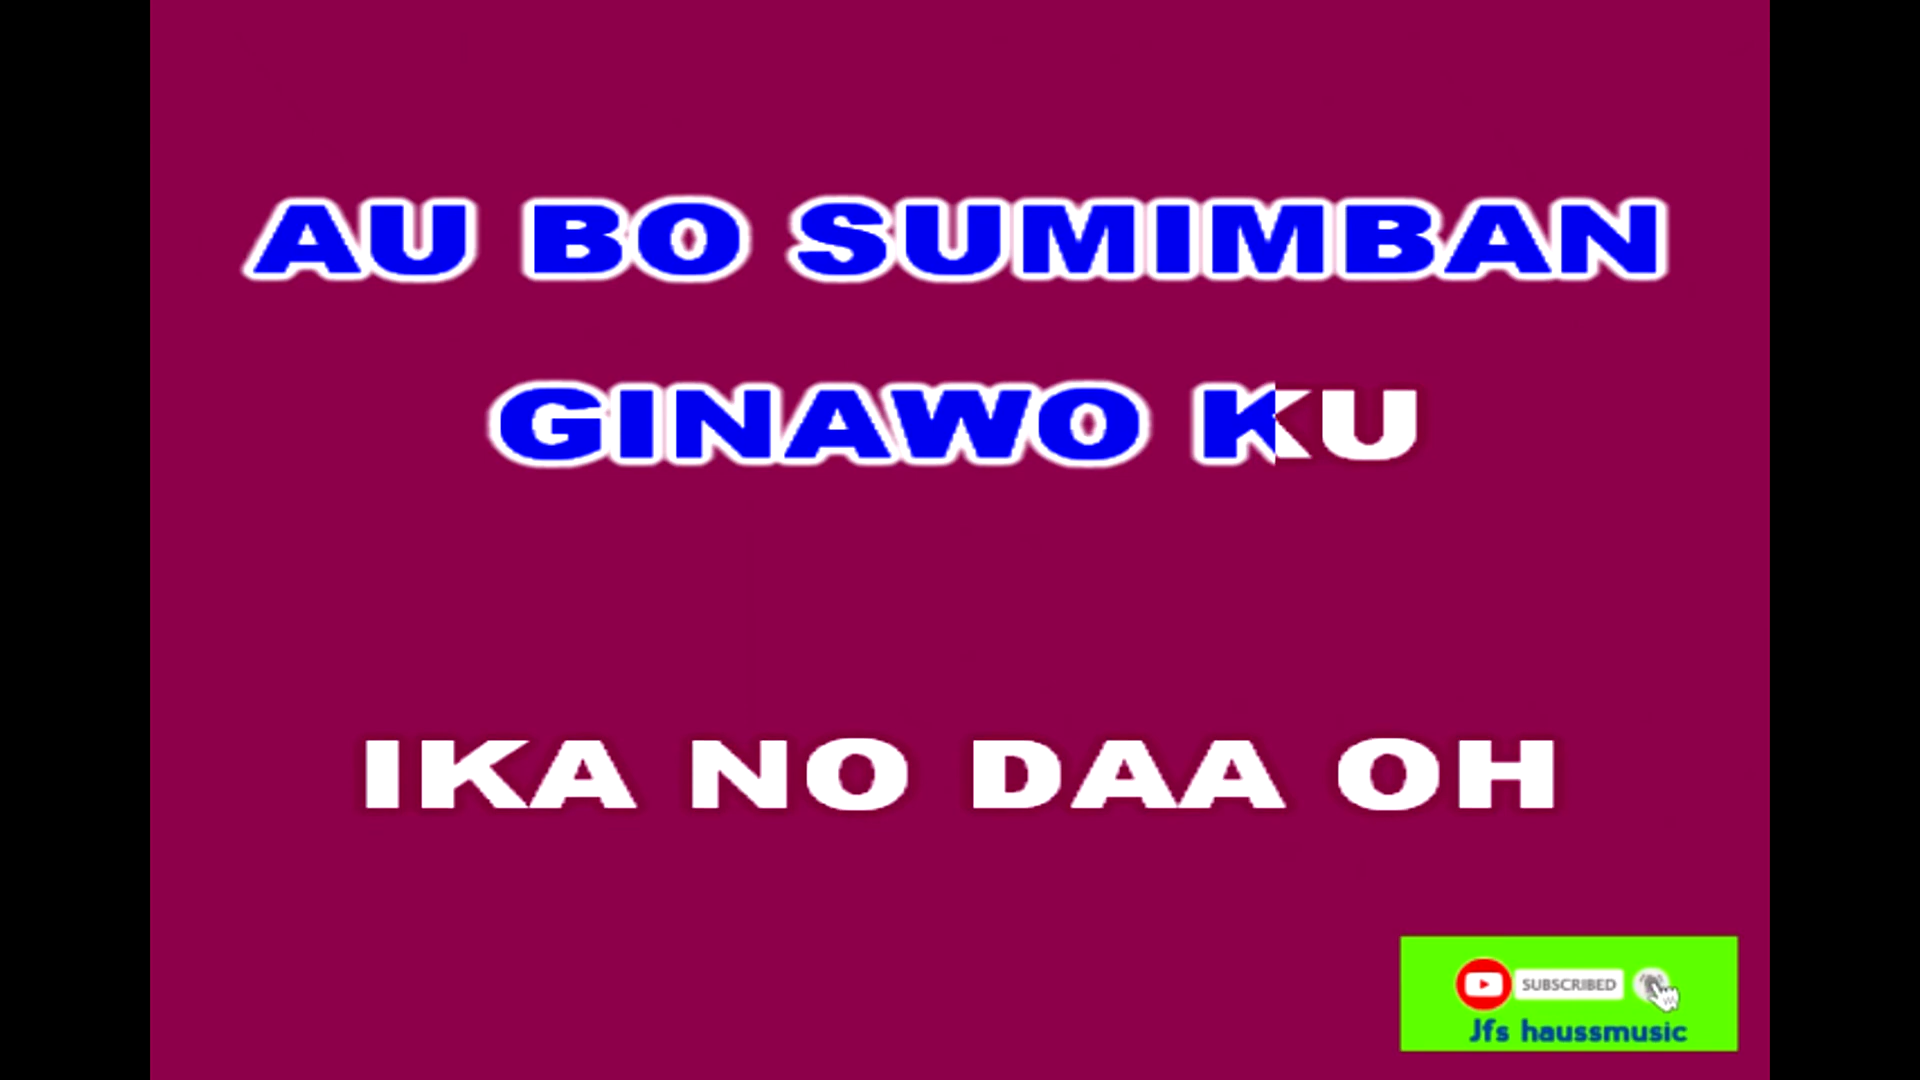 AU BO SUMIMBAN
GINAWO KU
IKA NO DAA OH
SUBSCRIBED
Jfs haussmusic